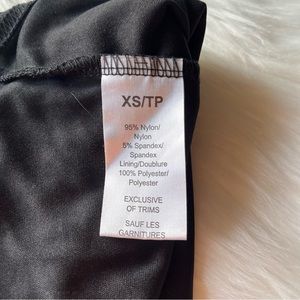 XS/TP
95% Nylon/
Nylon
5% Spandex/
Spandex
Lining/Doublure
100% Polyester/
Polyester
EXCLUSIVE
OF TRIMS
SAUF LES
GARNITURES